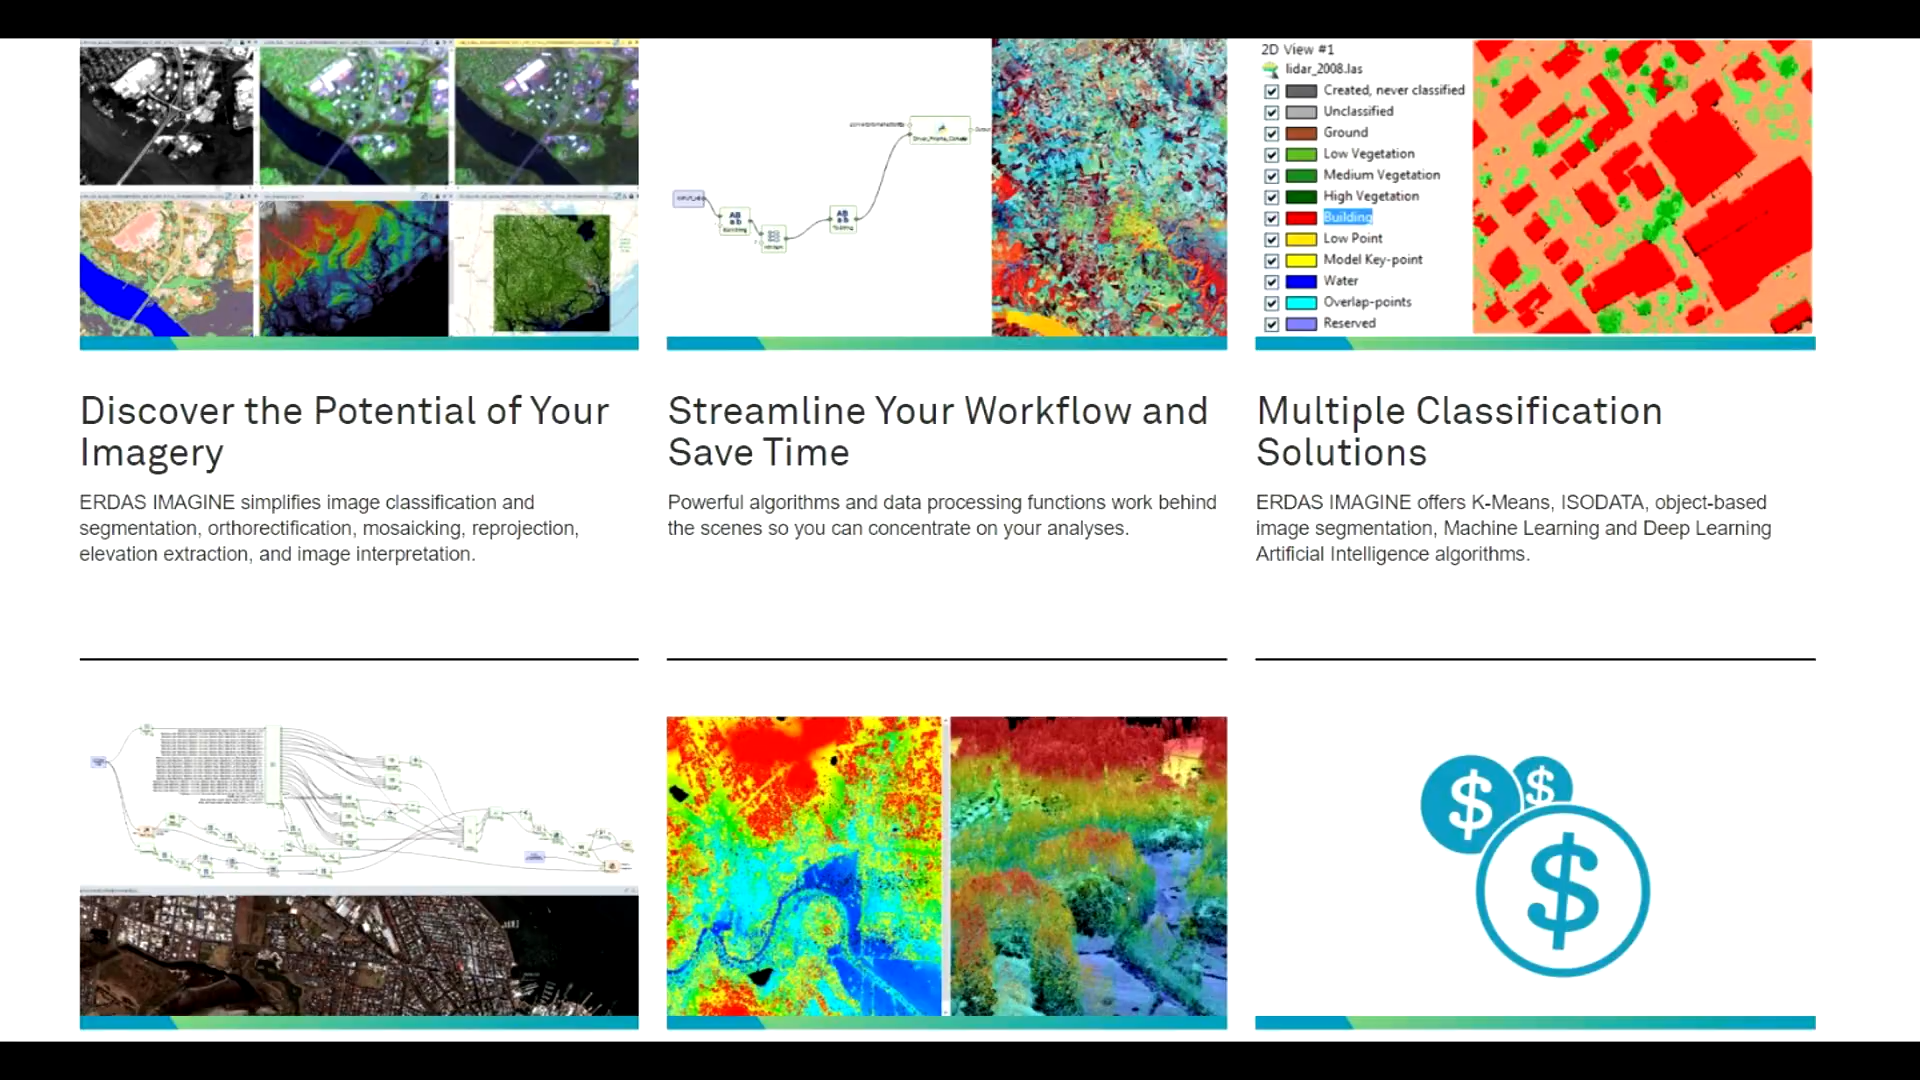 2D View #1
lidar_2008.las
Created, never classified
Unclassified
Ground
Low Vegetation
Medium Vegetation
High Vegetation
Building
Low Point
Model Key-point
Water
Overlap-points
Reserved
Discover the Potential of Your
Imagery
ERDAS IMAGINE simplifies image classification and
segmentation, orthorectification, mosaicking, reprojection,
elevation extraction, and image interpretation.
Streamline Your Workflow and
Save Time
Powerful algorithms and data processing functions work behind
the scenes so you can concentrate on your analyses.
Multiple Classification
Solutions
ERDAS IMAGINE offers K-Means, ISODATA, object-based
image segmentation, Machine Learning and Deep Learning
Artificial Intelligence algorithms.
$
$
$